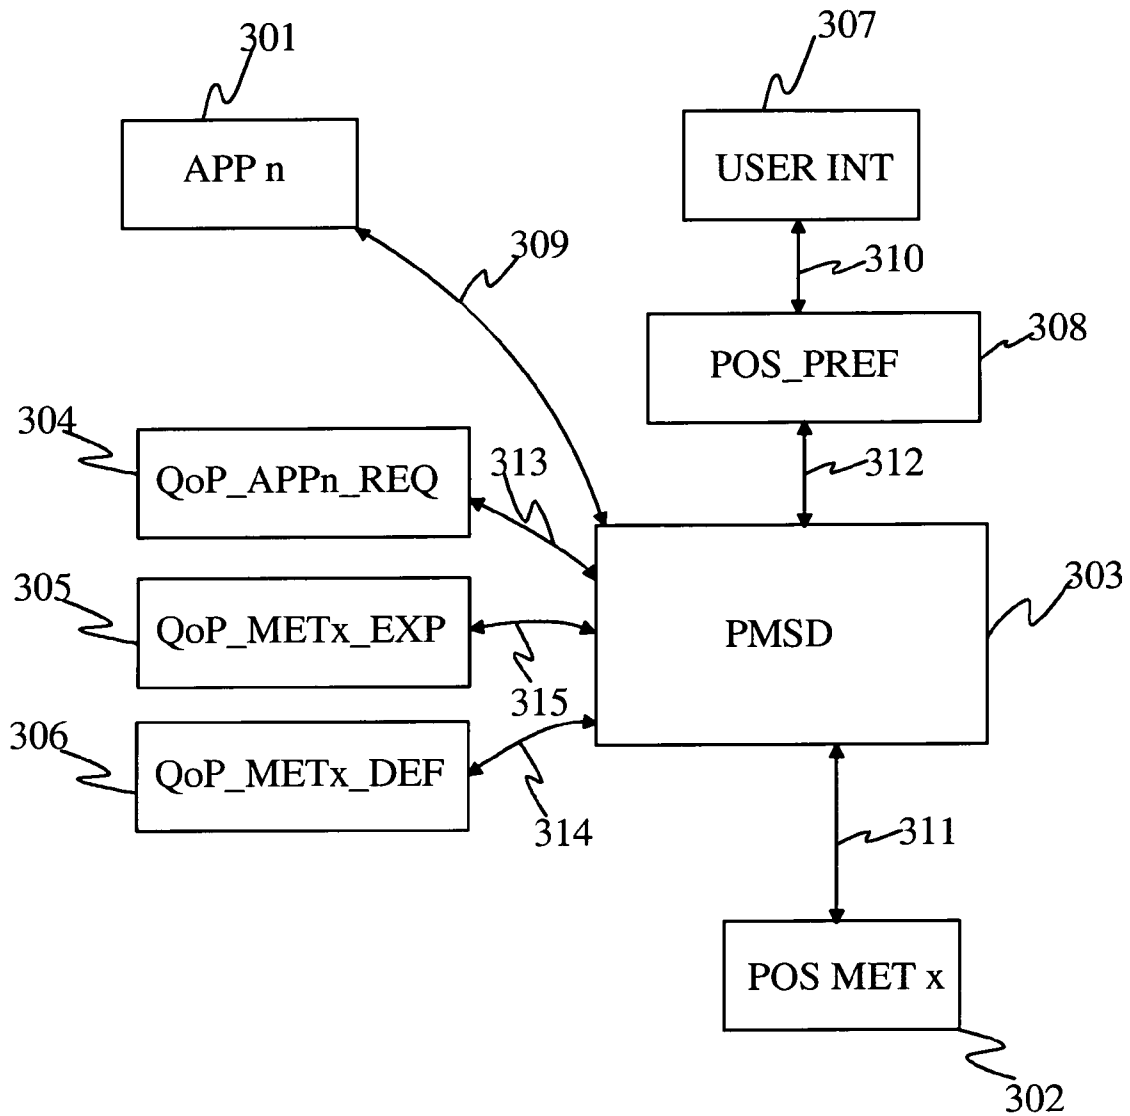 301
307
APP n
USER INT
309
310
308
POS_PREF
304
313
312
QoP_APPn_REQ
305
303
QoP_METx_EXP
PMSD
315
306
QoP_METx_DEF
314
311
POS MET x
302